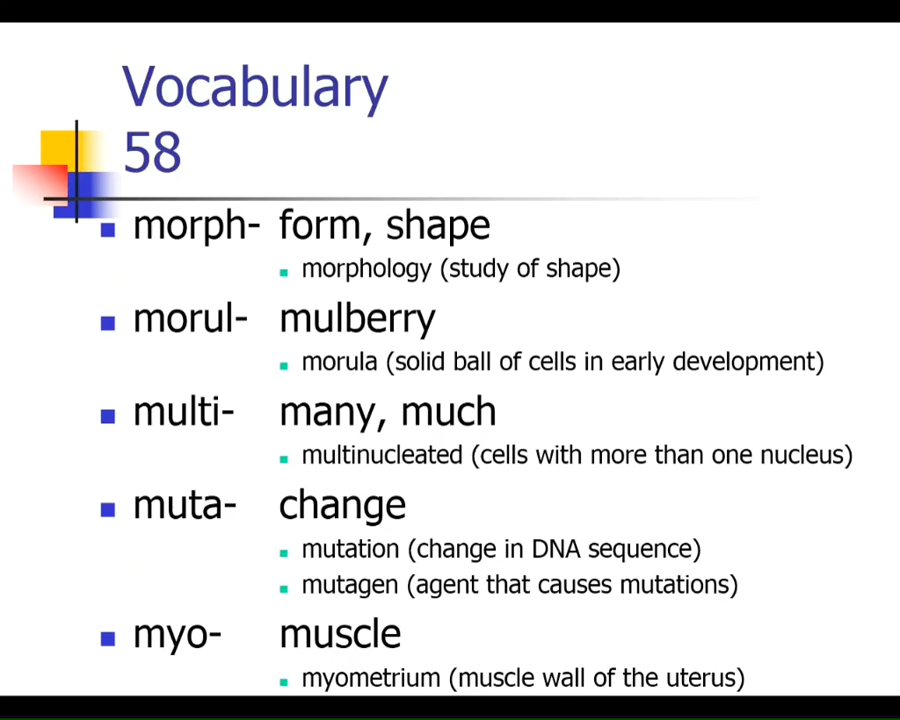 Vocabulary
58
morph- form, shape
morphology (study of shape)
morul- mulberry
morula (solid ball of cells in early development)
multi- many, much
multinucleated (cells with more than one nucleus)
muta- change
mutation (change in DNA sequence)
mutagen (agent that causes mutations)
myo- muscle
myometrium (muscle wall of the uterus)